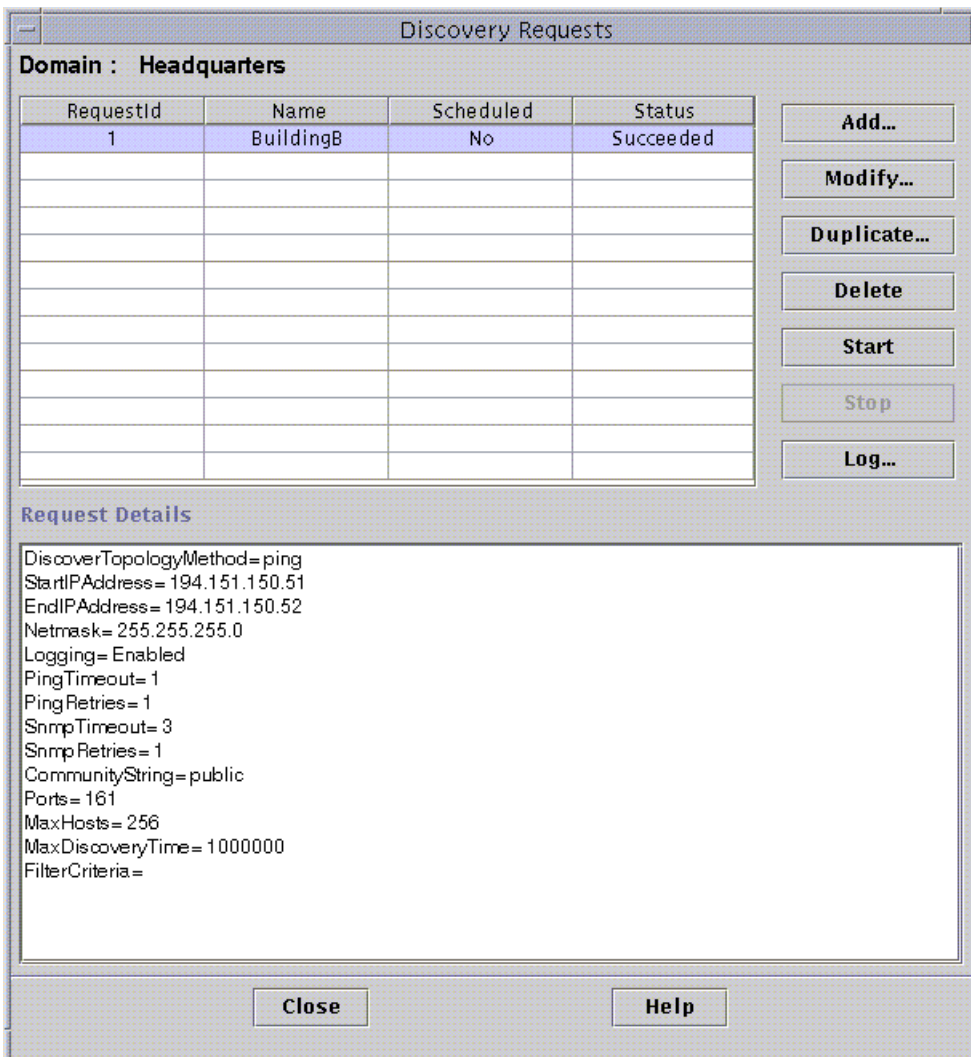 Discovery Requests
Domain : Headquarters
RequestId Name Scheduled Status
1 BuildingB No Succeeded
Add...
Modify...
Duplicate...
Delete
Start
Stop
Log...
Request Details
DiscoverTopologyMethod=ping
StartIPAddress=194.151.150.51
EndIPAddress=194.151.150.52
Netmask=255.255.255.0
Logging=Enabled
PingTimeout=1
PingRetries=1
SnmpTimeout=3
SnmpRetries=1
CommunityString=public
Ports=161
MaxHosts=256
MaxDiscoveryTime=1000000
FilterCriteria=
Close Help